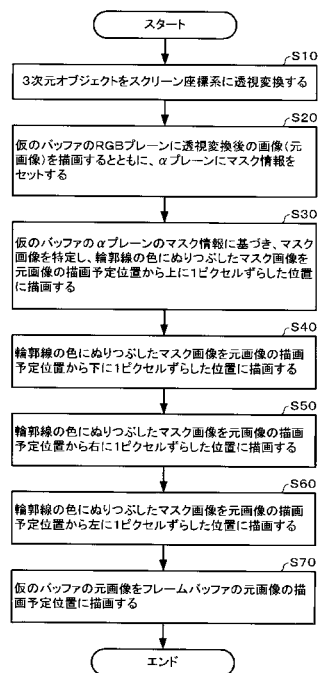 スタート
S10
3次元オブジェクトをスクリーン座標系に透視変換する
S20
仮のバッファのRGBプレーンに透視変換後の画像(元
画像)を描画するとともに、αプレーンにマスク情報を
セットする
S30
仮のバッファのαプレーンのマスク情報に基づき、マスク
画像を特定し、輪郭線の色にぬりつぶしたマスク画像を
元画像の描画予定位置から上に1ピクセルずらした位置
に描画する
S40
輪郭線の色にぬりつぶしたマスク画像を元画像の描画
予定位置から下に1ピクセルずらした位置に描画する
S50
輪郭線の色にぬりつぶしたマスク画像を元画像の描画
予定位置から右に1ピクセルずらした位置に描画する
S60
輪郭線の色にぬりつぶしたマスク画像を元画像の描画
予定位置から左に1ピクセルずらした位置に描画する
S70
仮のバッファの元画像をフレームバッファの元画像の描
画予定位置に描画する
エンド